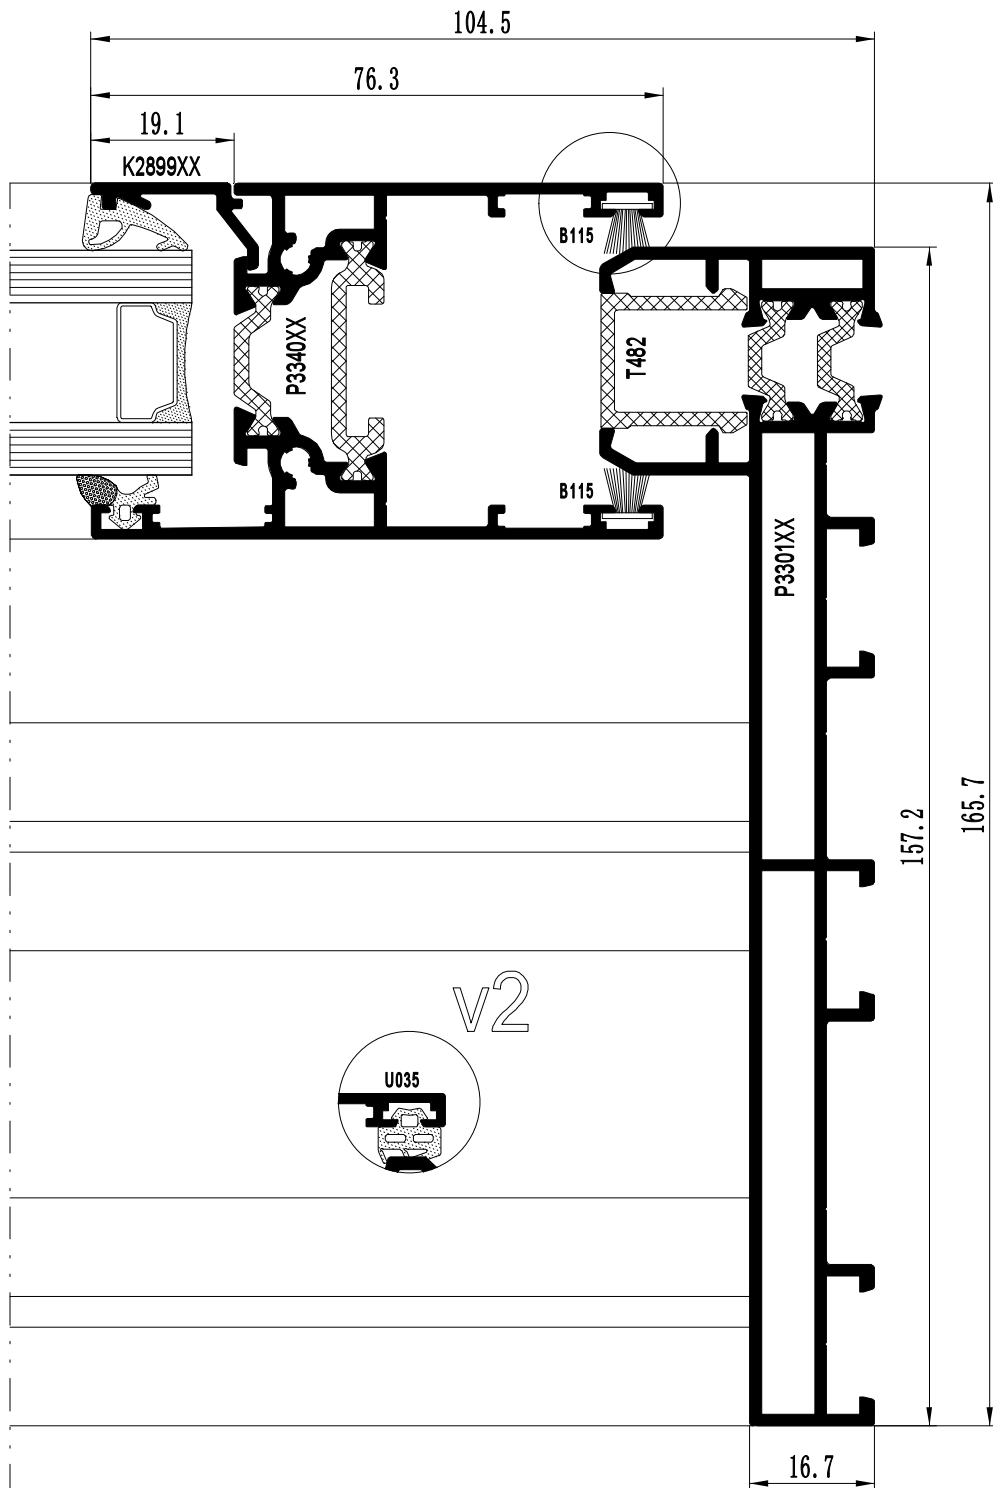 104.5
76.3
19.1
K2899XX
B115
P3340XX
T482
B115
P3301XX
157.2
165.7
v2
U035
16.7